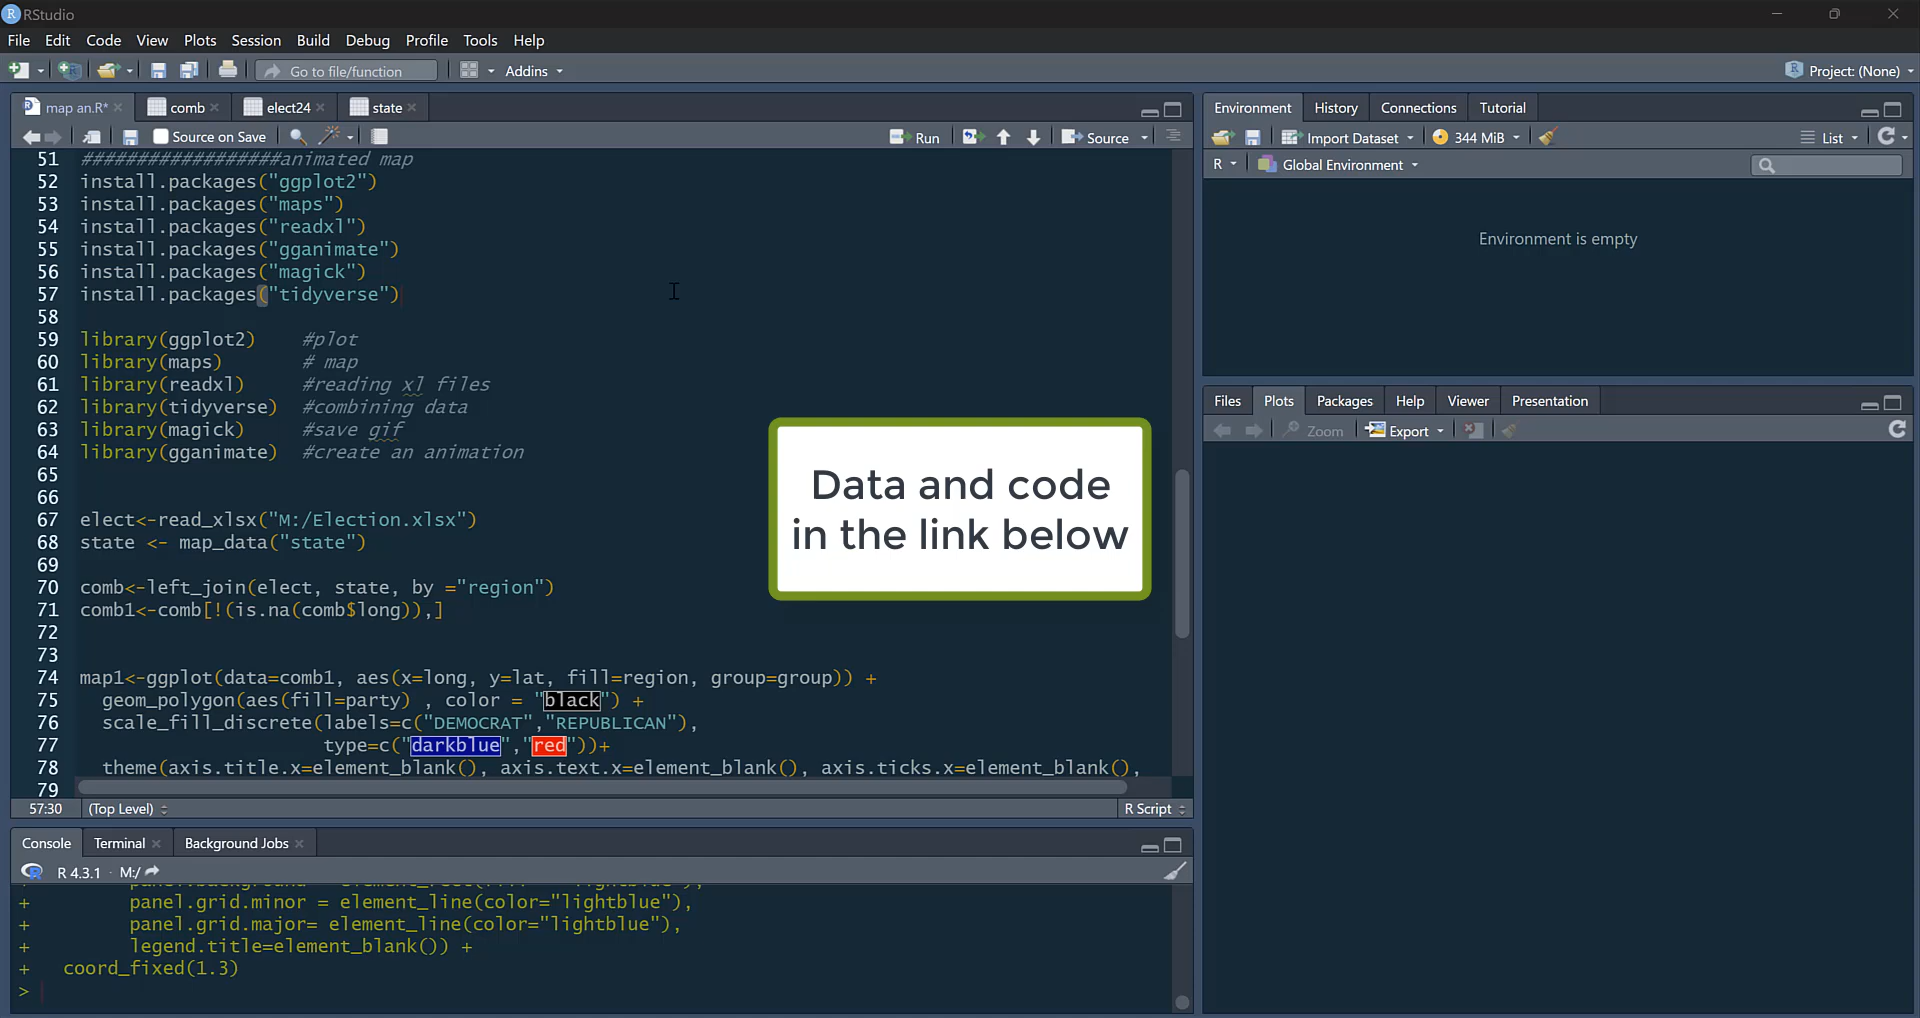 RStudio
File Edit Code View Plots Session Build Debug Profile Tools Help
Go to file/function Addins Project: (None)
map an.R* comb elect24 state
Source on Save Run Source
51 ##################animated map
52 install.packages("ggplot2")
53 install.packages("maps")
54 install.packages("readxl")
55 install.packages("gganimate")
56 install.packages("magick")
57 install.packages("tidyverse")
58
59 library(ggplot2) #plot
60 library(maps) # map
61 library(readxl) #reading xl files
62 library(tidyverse) #combining data
63 library(magick) #save gif
64 library(gganimate) #create an animation
65
66
67 elect<-read_xlsx("M:/Election.xlsx")
68 state <- map_data("state")
69
70 comb<-left_join(elect, state, by ="region")
71 comb1<-comb[!(is.na(comb$long)),]
72
73
74 map1<-ggplot(data=comb1, aes(x=long, y=lat, fill=region, group=group)) +
75 geom_polygon(aes(fill=party) , color = "black") +
76 scale_fill_discrete(labels=c("DEMOCRAT","REPUBLICAN"),
77 type=c("darkblue","red"))+
78 theme(axis.title.x=element_blank(), axis.text.x=element_blank(), axis.ticks.x=element_blank(),
79
57:30 (Top Level) R Script
Data and code
in the link below
Console Terminal Background Jobs
R 4.3.1 · M:/
+ panel.grid.minor = element_line(color="lightblue"),
+ panel.grid.major= element_line(color="lightblue"),
+ legend.title=element_blank()) +
+ coord_fixed(1.3)
>
Environment History Connections Tutorial
Import Dataset 344 MiB List
R Global Environment
Environment is empty
Files Plots Packages Help Viewer Presentation
Zoom Export